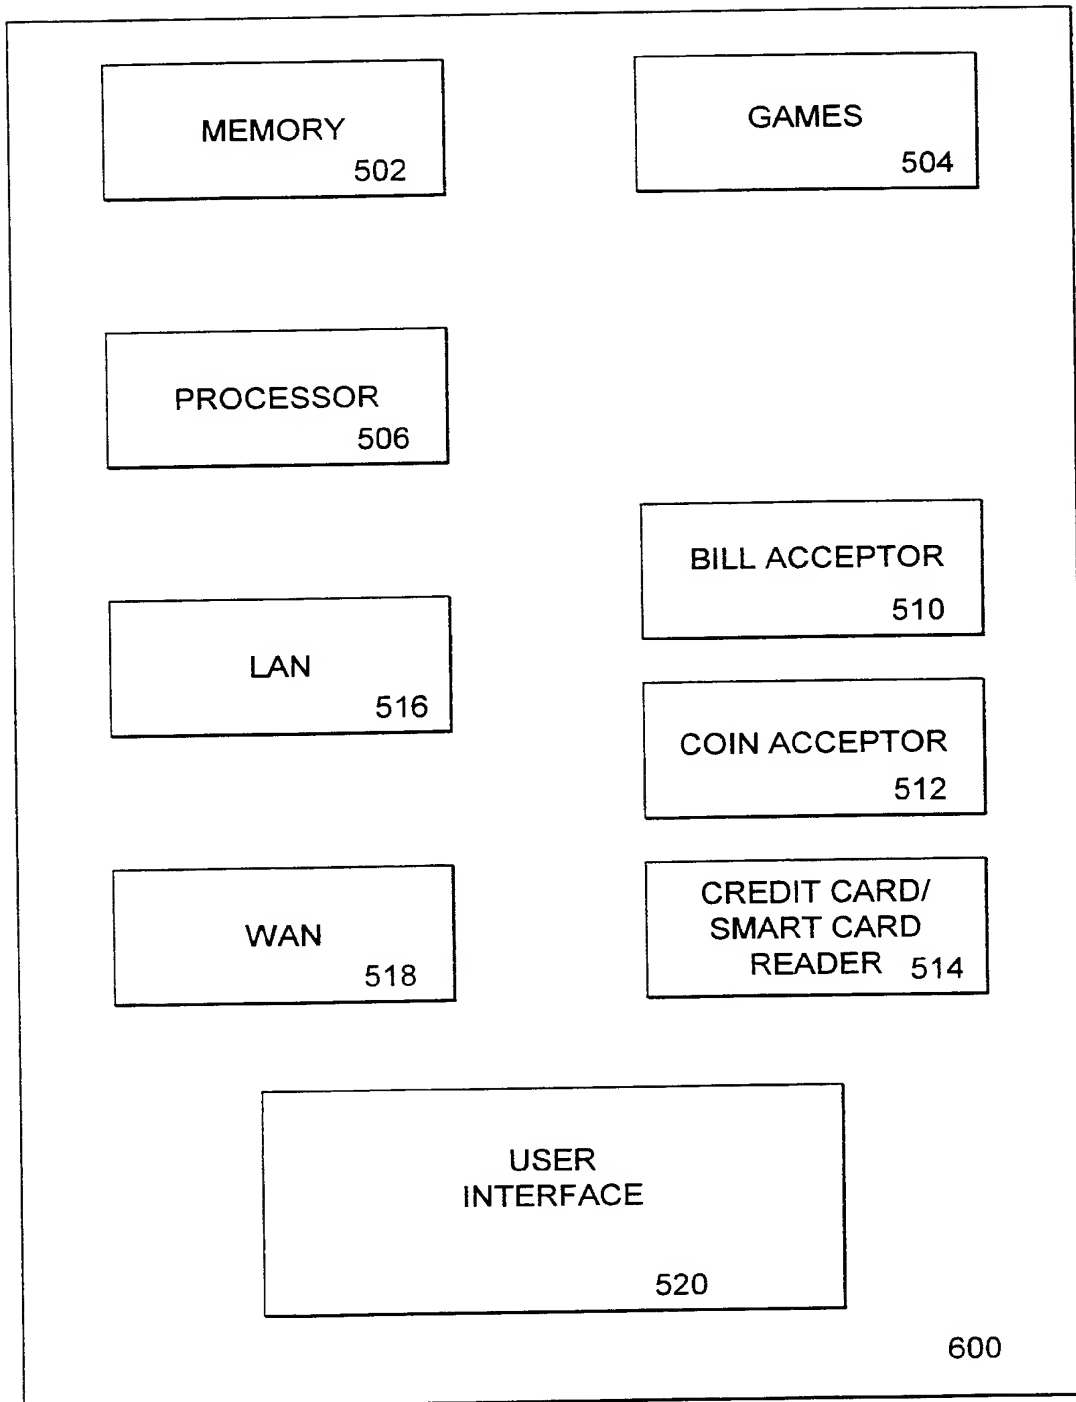 MEMORY
502
GAMES
504
PROCESSOR
506
BILL ACCEPTOR
510
LAN
516
COIN ACCEPTOR
512
WAN
518
CREDIT CARD/
SMART CARD
READER 514
USER
INTERFACE
520
600